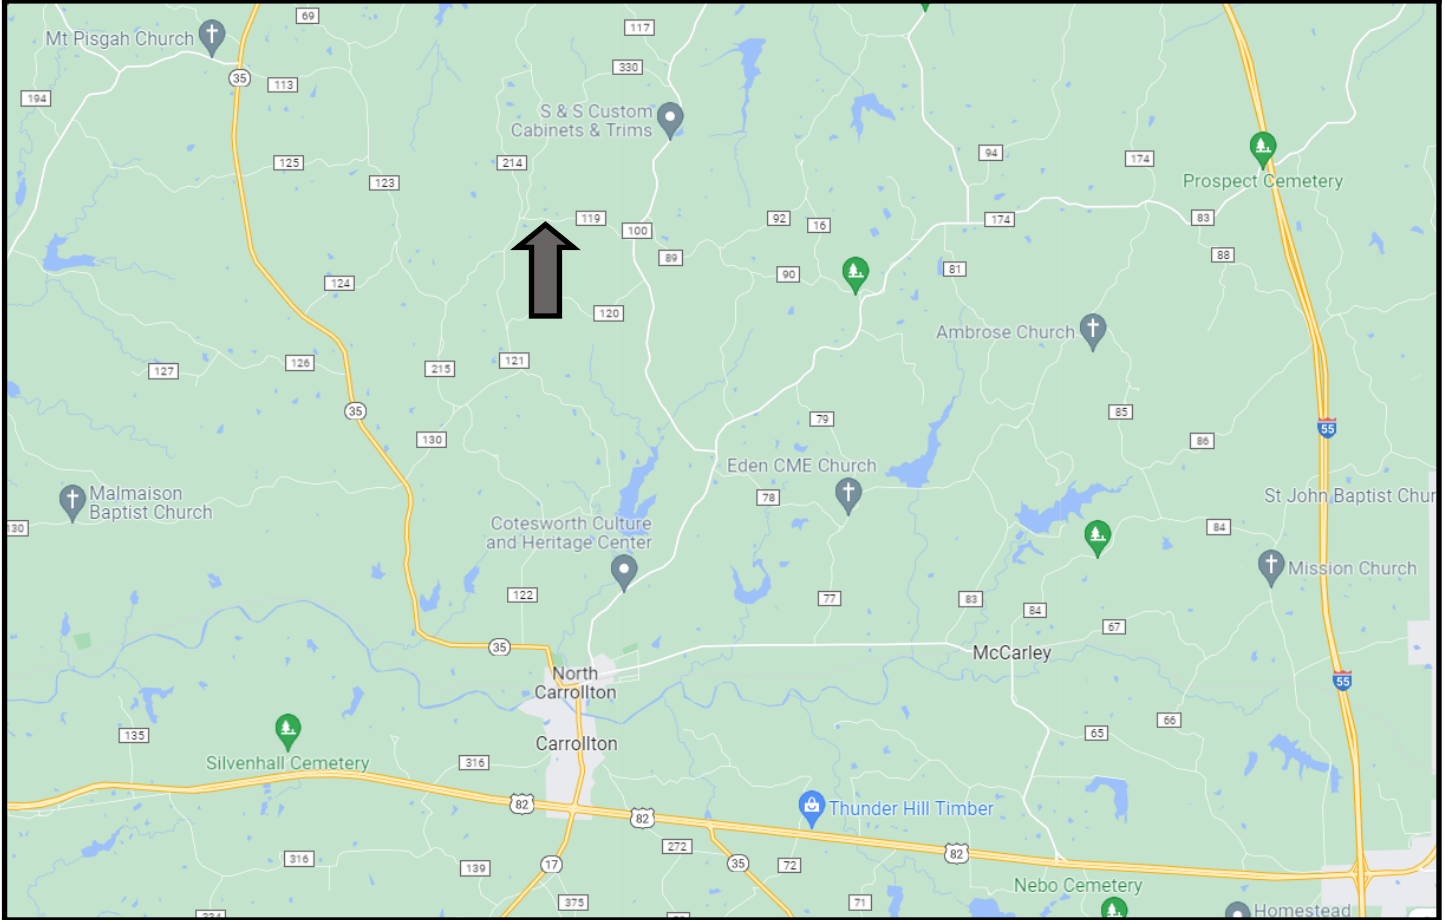 69
117
Mt Pisgah Church
330
35
113
194
S & S Custom
Cabinets & Trims
94
174
125
214
123
Prospect Cemetery
119
92
16
174
83
100
89
88
90
81
124
120
Ambrose Church
121
126
127
215
35
85
79
55
130
86
Eden CME Church
78
Malmaison
Baptist Church
St John Baptist Chur
130
Cotesworth Culture
and Heritage Center
84
Mission Church
122
77
83
84
67
35
McCarley
North
Carrollton
55
66
135
65
Carrollton
Silvenhall Cemetery
316
82
82
Thunder Hill Timber
272
82
316
139
17
35
72
Nebo Cemetery
375
71
Homestead